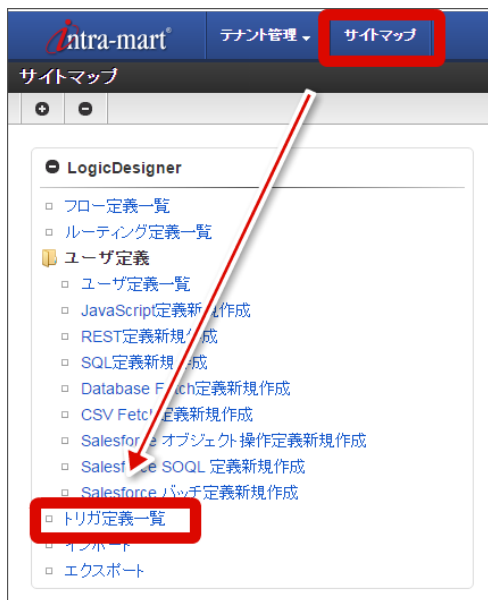 intra-mart® テナント管理 サイトマップ
サイトマップ
LogicDesigner
フロー定義一覧
ルーティング定義一覧
ユーザ定義
ユーザ定義一覧
JavaScript定義新規作成
REST定義新規作成
SQL定義新規作成
Database Fetch定義新規作成
CSV Fetch定義新規作成
Salesforce オブジェクト操作定義新規作成
Salesforce SOQL 定義新規作成
Salesforce バッチ定義新規作成
トリガ定義一覧
インポート
エクスポート